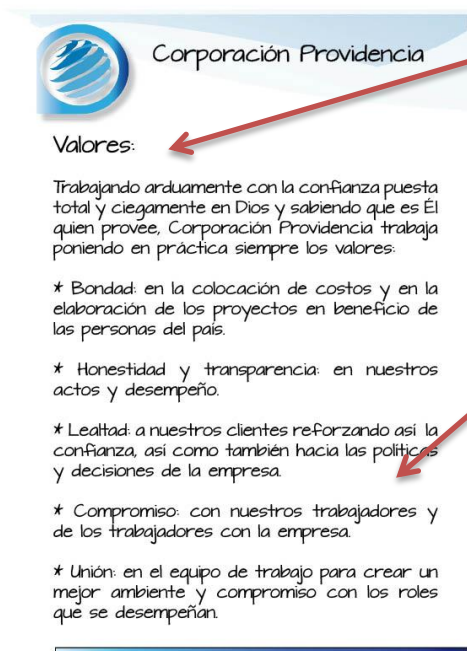 Corporación Providencia
Valores:
Trabajando arduamente con la confianza puesta
total y ciegamente en Dios y sabiendo que es Él
quien provee, Corporación Providencia trabaja
poniendo en práctica siempre los valores:
* Bondad: en la colocación de costos y en la
elaboración de los proyectos en beneficio de
las personas del país.
* Honestidad y transparencia: en nuestros
actos y desempeño.
* Lealtad: a nuestros clientes reforzando así la
confianza, así como también hacia las políticas
y decisiones de la empresa.
* Compromiso: con nuestros trabajadores y
de los trabajadores con la empresa.
* Unión: en el equipo de trabajo para crear un
mejor ambiente y compromiso con los roles
que se desempeñan.